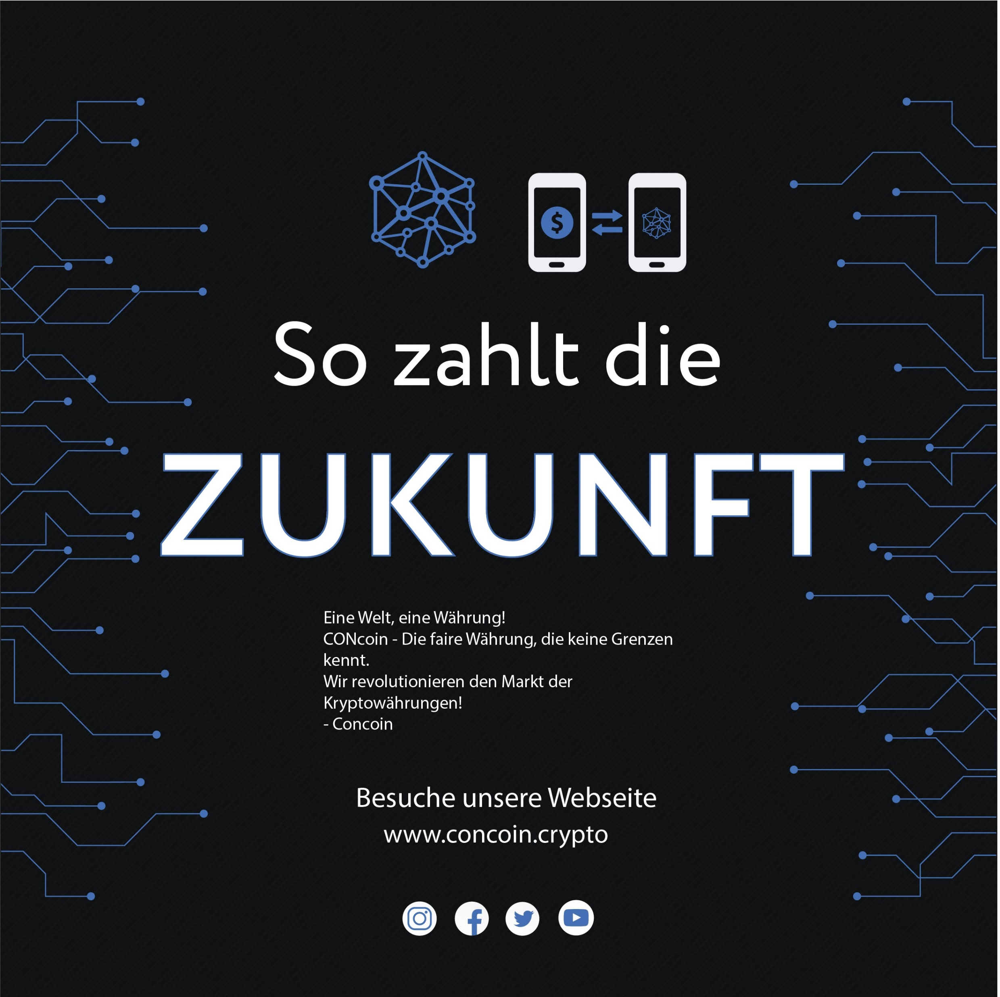 So zahlt die
ZUKUNFT
Eine Welt, eine Währung!
CONcoin - Die faire Währung, die keine Grenzen
kennt.
Wir revolutionieren den Markt der
Kryptowährungen!
- Concoin
Besuche unsere Webseite
www.concoin.crypto